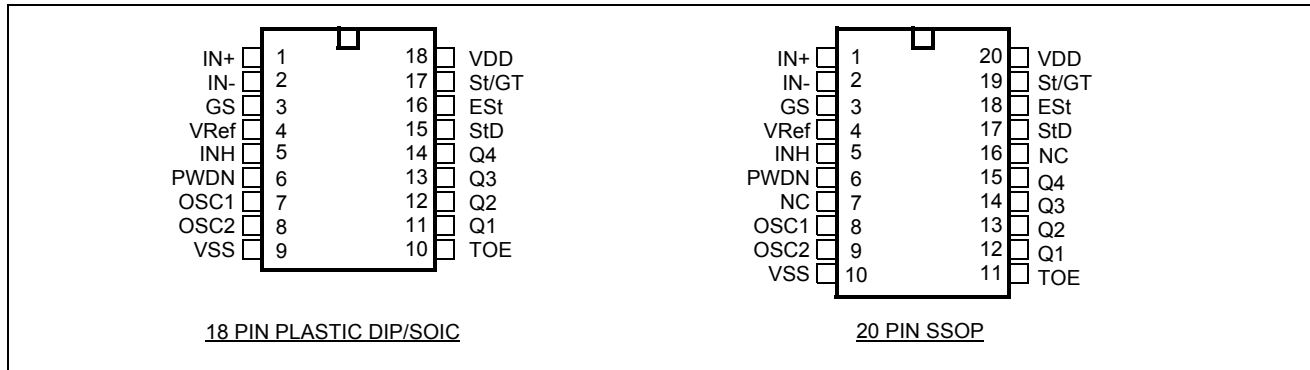 IN+ 1 18 VDD
IN- 2 17 St/GT
GS 3 16 ESt
VRef 4 15 StD
INH 5 14 Q4
PWDN 6 13 Q3
OSC1 7 12 Q2
OSC2 8 11 Q1
VSS 9 10 TOE
18 PIN PLASTIC DIP/SOIC
IN+ 1 20 VDD
IN- 2 19 St/GT
GS 3 18 ESt
VRef 4 17 StD
INH 5 16 NC
PWDN 6 15 Q4
NC 7 14 Q3
OSC1 8 13 Q2
OSC2 9 12 Q1
VSS 10 11 TOE
20 PIN SSOP